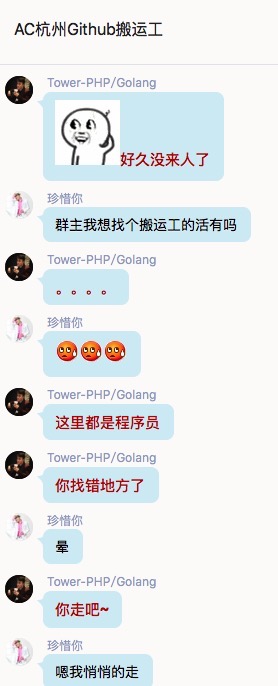 AC杭州Github搬运工
Tower-PHP/Golang
好久没来人了
珍惜你
群主我想找个搬运工的活有吗
Tower-PHP/Golang
。。。。
珍惜你
Tower-PHP/Golang
这里都是程序员
Tower-PHP/Golang
你找错地方了
珍惜你
晕
Tower-PHP/Golang
你走吧~
珍惜你
嗯我悄悄的走